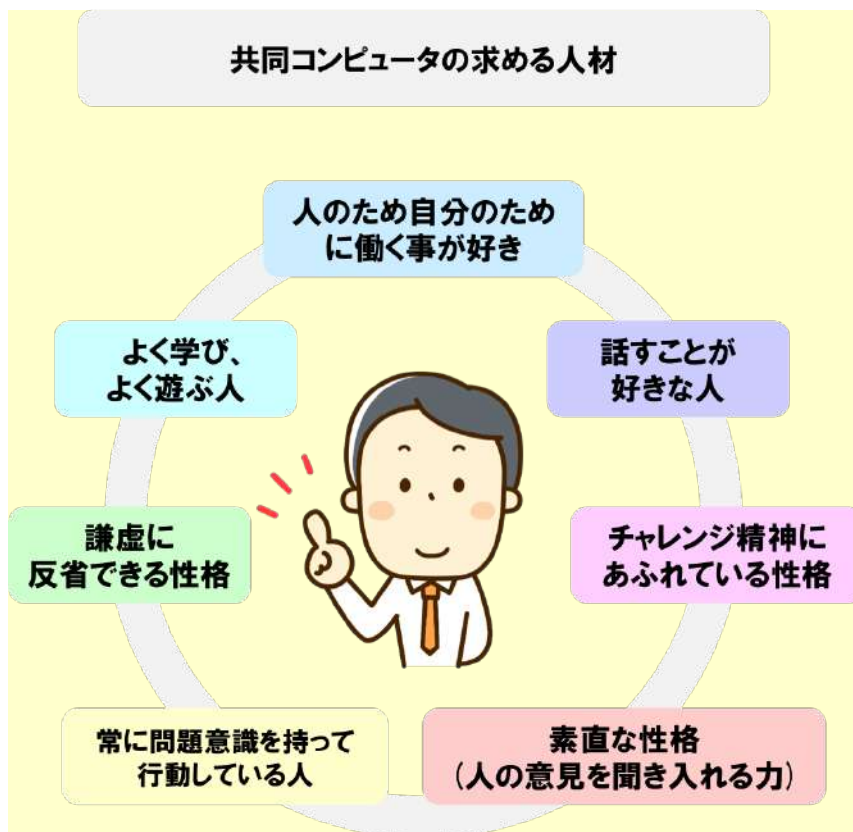 共同コンピュータの求める人材
人のため自分のため
に働く事が好き
話すことが
好きな人
チャレンジ精神に
あふれている性格
素直な性格
(人の意見を聞き入れる力)
常に問題意識を持って
行動している人
謙虚に
反省できる性格
よく学び、
よく遊ぶ人